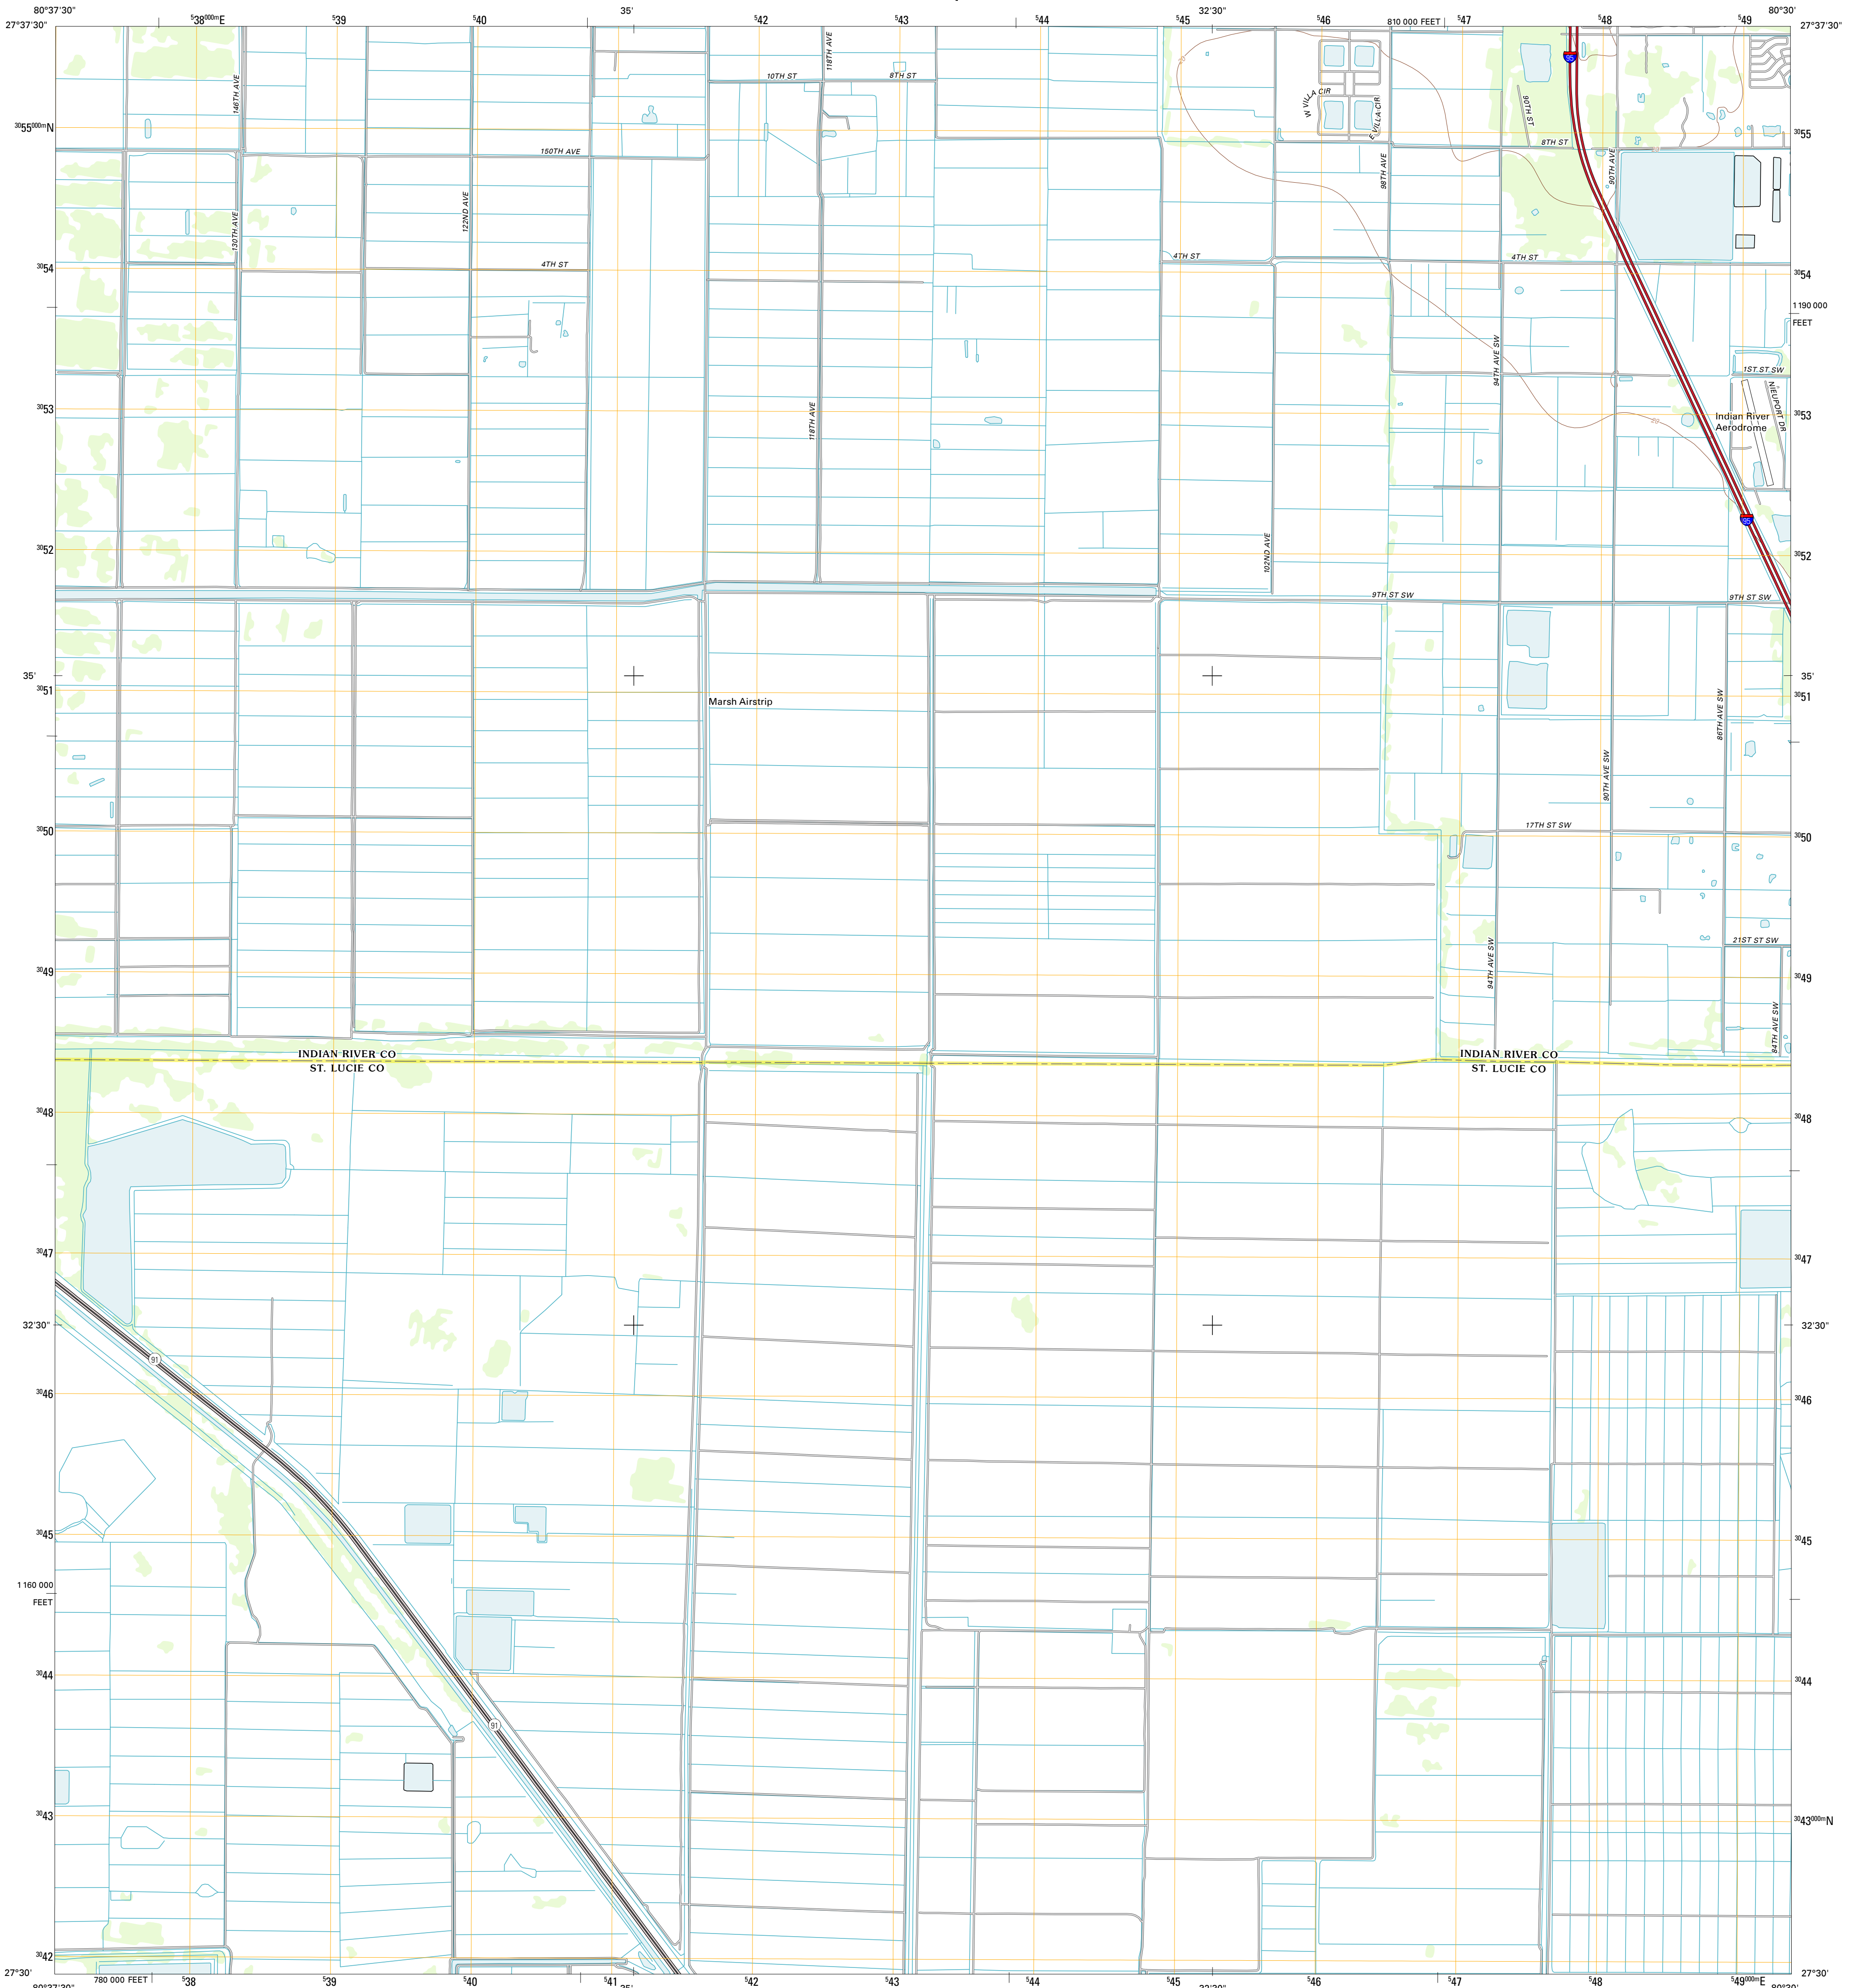 80°37'30"
⁵38⁰⁰⁰ᵐE
⁵39
⁵40
35'
⁵42
⁵43
⁵44
⁵45
32'30"
⁵46
810 000 FEET
⁵47
⁵48
⁵49
80°30'
27°37'30"
27°37'30"
118TH AVE
95
10TH ST
8TH ST
146TH AVE
W VILLA CIR
E VILLA CIR
90TH ST
³⁰55⁰⁰⁰ᵐN
³⁰55
8TH ST
150TH AVE
98TH AVE
90TH AVE
122ND AVE
130TH AVE
4TH ST
4TH ST
4TH ST
³⁰54
³⁰54
1 190 000
FEET
94TH AVE SW
1ST ST SW
NIEUPORT DR
³⁰53
118TH AVE
Indian River
Aerodrome
³⁰53
20
95
³⁰52
102ND AVE
³⁰52
9TH ST SW
9TH ST SW
35'
35'
³⁰51
Marsh Airstrip
86TH AVE SW
³⁰51
90TH AVE SW
17TH ST SW
³⁰50
³⁰50
94TH AVE SW
21ST ST SW
³⁰49
³⁰49
84TH AVE SW
INDIAN RIVER CO
ST. LUCIE CO
INDIAN RIVER CO
ST. LUCIE CO
³⁰48
³⁰48
³⁰47
³⁰47
32'30"
32'30"
91
³⁰46
³⁰46
³⁰45
³⁰45
1 160 000
FEET
³⁰44
³⁰44
91
³⁰43
³⁰43⁰⁰⁰ᵐN
³⁰42
27°30'
27°30'
780 000 FEET
⁵38
⁵39
⁵40
⁵41
⁵42
⁵43
⁵44
⁵45
⁵46
⁵47
⁵48
⁵49⁰⁰⁰ᵐE